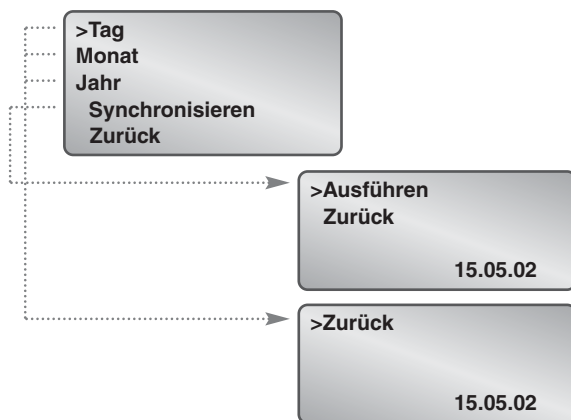 >Tag
Monat
Jahr
Synchronisieren
Zurück
>Ausführen
Zurück
15.05.02
>Zurück
15.05.02